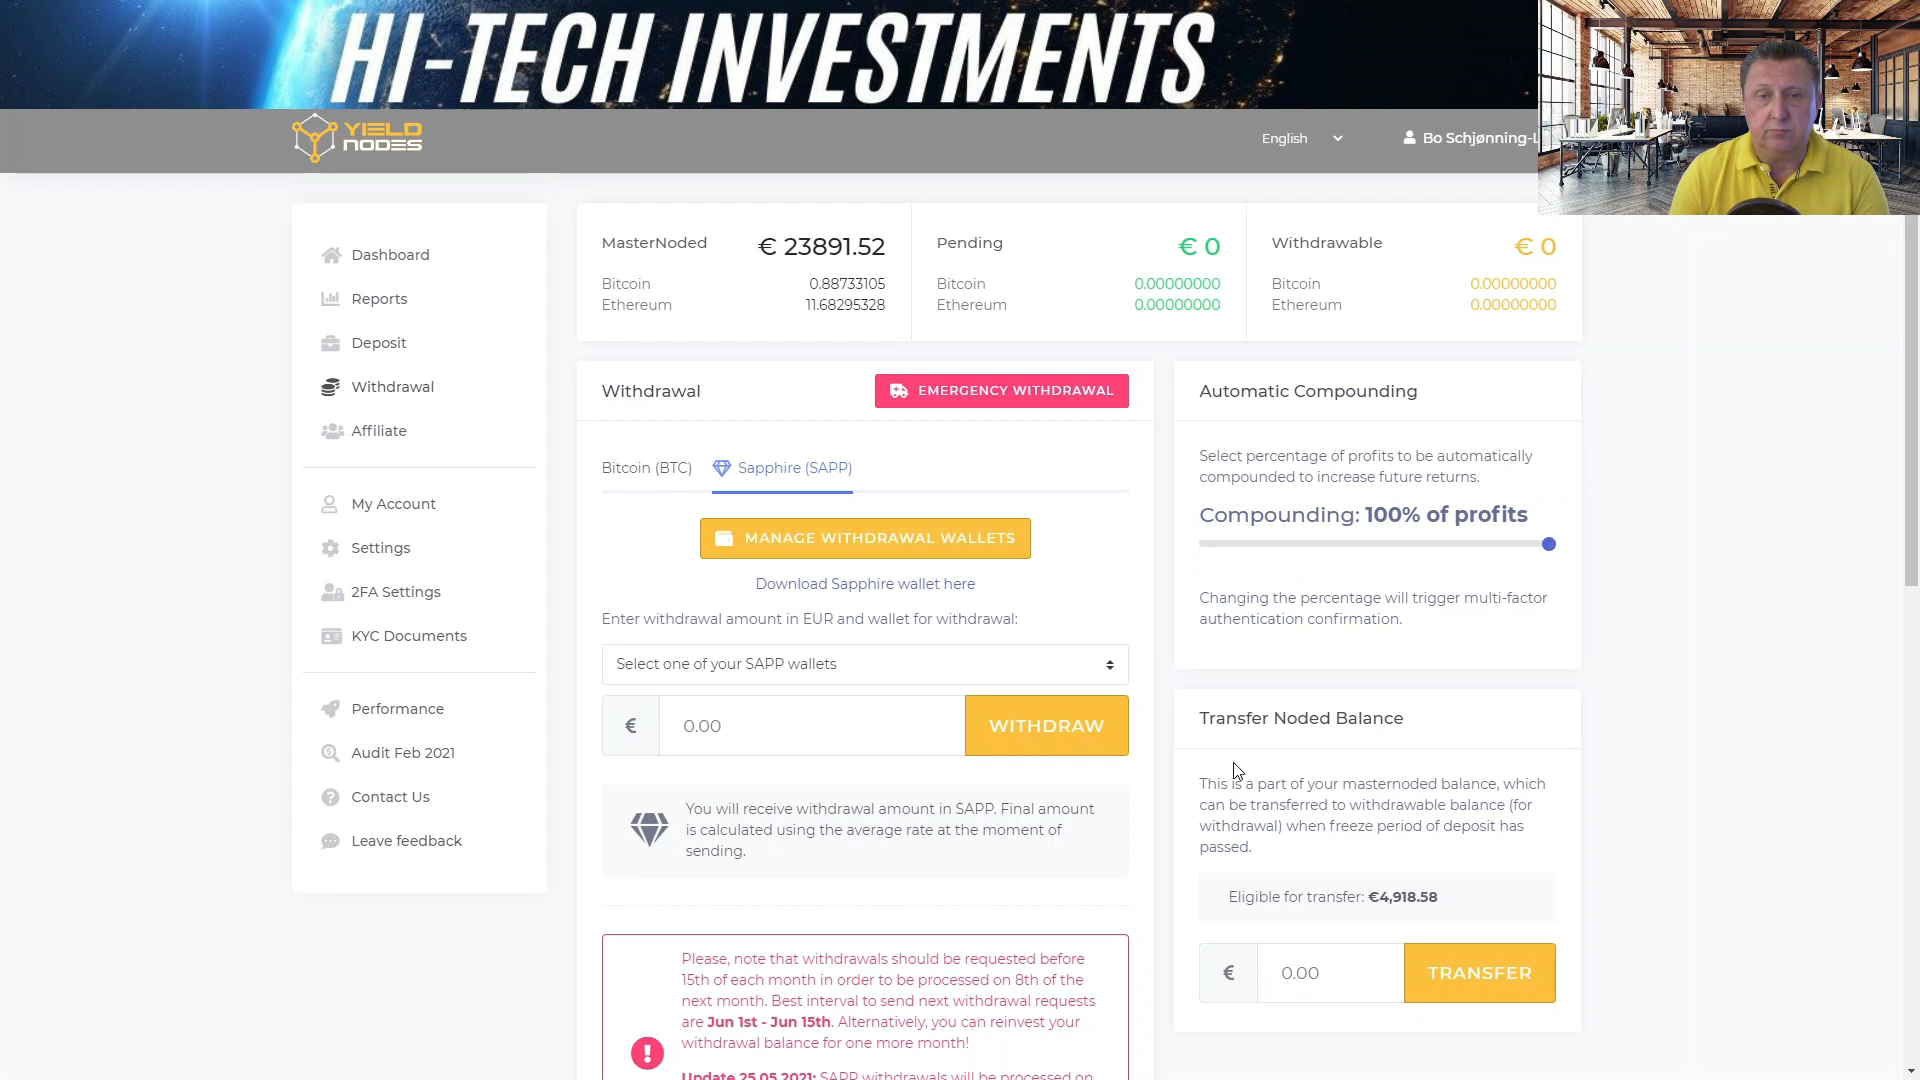 HI-TECH INVESTMENTS
YIELD
NODES
English
Bo Schjønning-L
Dashboard
Reports
Deposit
Withdrawal
Affiliate
My Account
Settings
2FA Settings
KYC Documents
Performance
Audit Feb 2021
Contact Us
Leave feedback
MasterNoded € 23891.52
Bitcoin 0.88733105
Ethereum 11.68295328
Pending € 0
Bitcoin 0.00000000
Ethereum 0.00000000
Withdrawable € 0
Bitcoin 0.00000000
Ethereum 0.00000000
Withdrawal EMERGENCY WITHDRAWAL
Bitcoin (BTC) Sapphire (SAPP)
MANAGE WITHDRAWAL WALLETS
Download Sapphire wallet here
Enter withdrawal amount in EUR and wallet for withdrawal:
Select one of your SAPP wallets
€ 0.00 WITHDRAW
You will receive withdrawal amount in SAPP. Final amount
is calculated using the average rate at the moment of
sending.
Please, note that withdrawals should be requested before
15th of each month in order to be processed on 8th of the
next month. Best interval to send next withdrawal requests
are Jun 1st - Jun 15th. Alternatively, you can reinvest your
withdrawal balance for one more month!
Update 25.05.2021: SAPP withdrawals will be processed on
Automatic Compounding
Select percentage of profits to be automatically
compounded to increase future returns.
Compounding: 100% of profits
Changing the percentage will trigger multi-factor
authentication confirmation.
Transfer Noded Balance
This is a part of your masternoded balance, which
can be transferred to withdrawable balance (for
withdrawal) when freeze period of deposit has
passed.
Eligible for transfer: €4,918.58
€ 0.00 TRANSFER